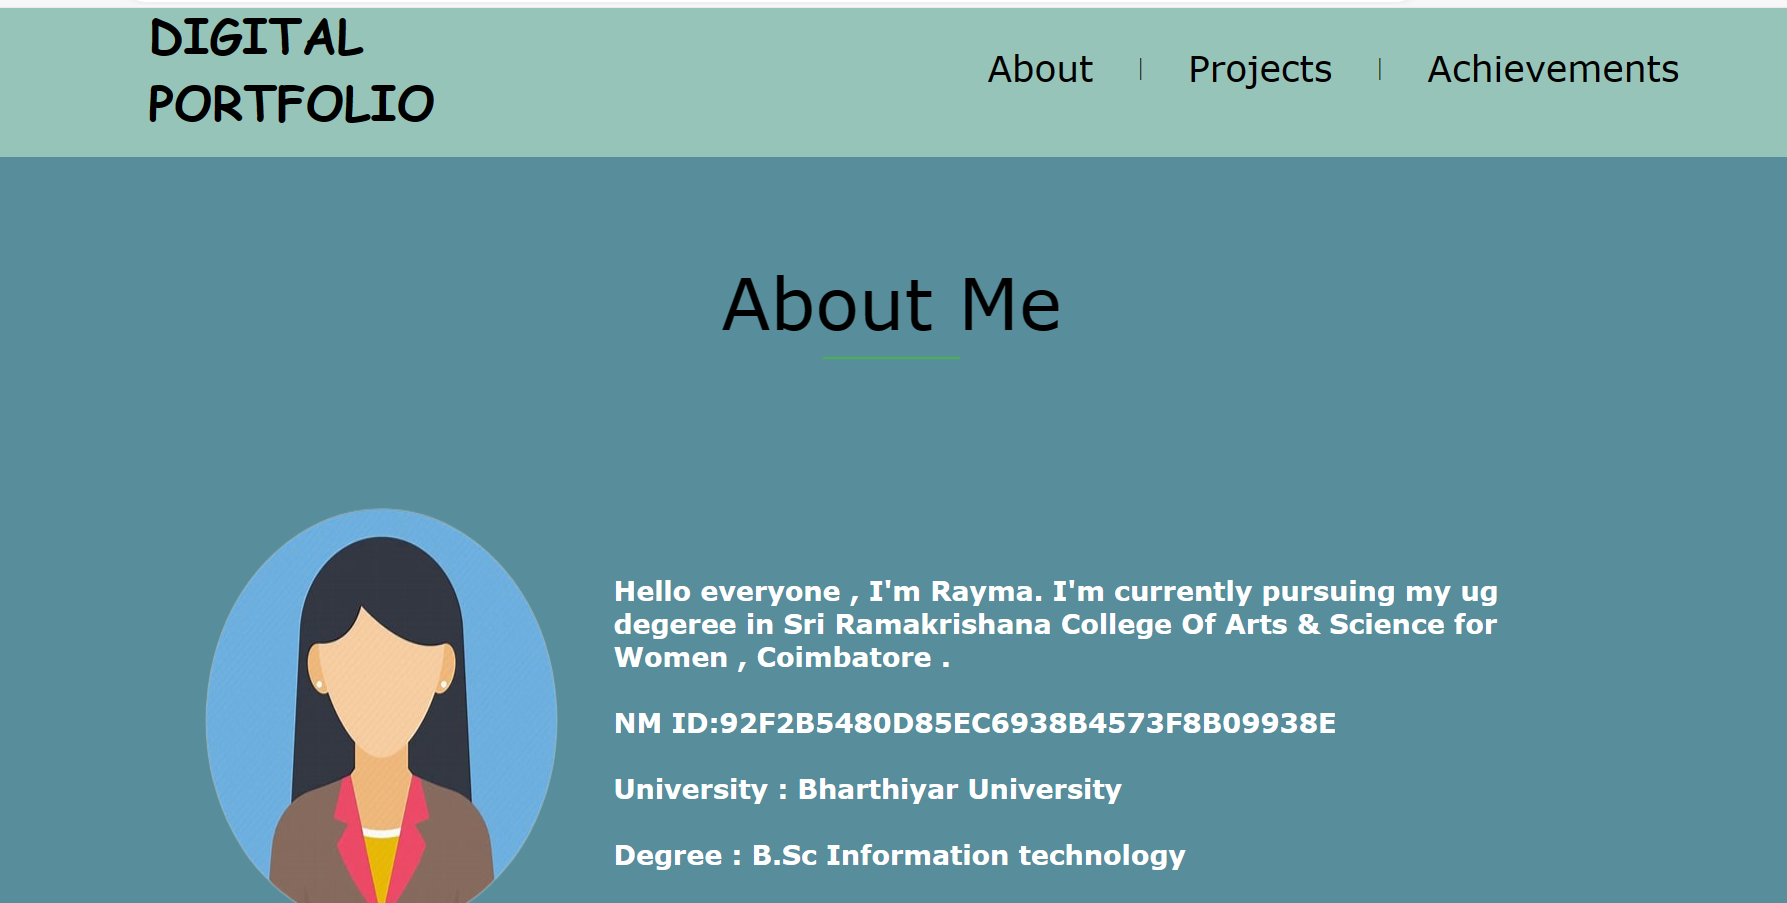 DIGITAL
PORTFOLIO
About | Projects | Achievements
About Me
Hello everyone , I'm Rayma. I'm currently pursuing my ug
degeree in Sri Ramakrishana College Of Arts & Science for
Women , Coimbatore .
NM ID:92F2B5480D85EC6938B4573F8B09938E
University : Bharthiyar University
Degree : B.Sc Information technology